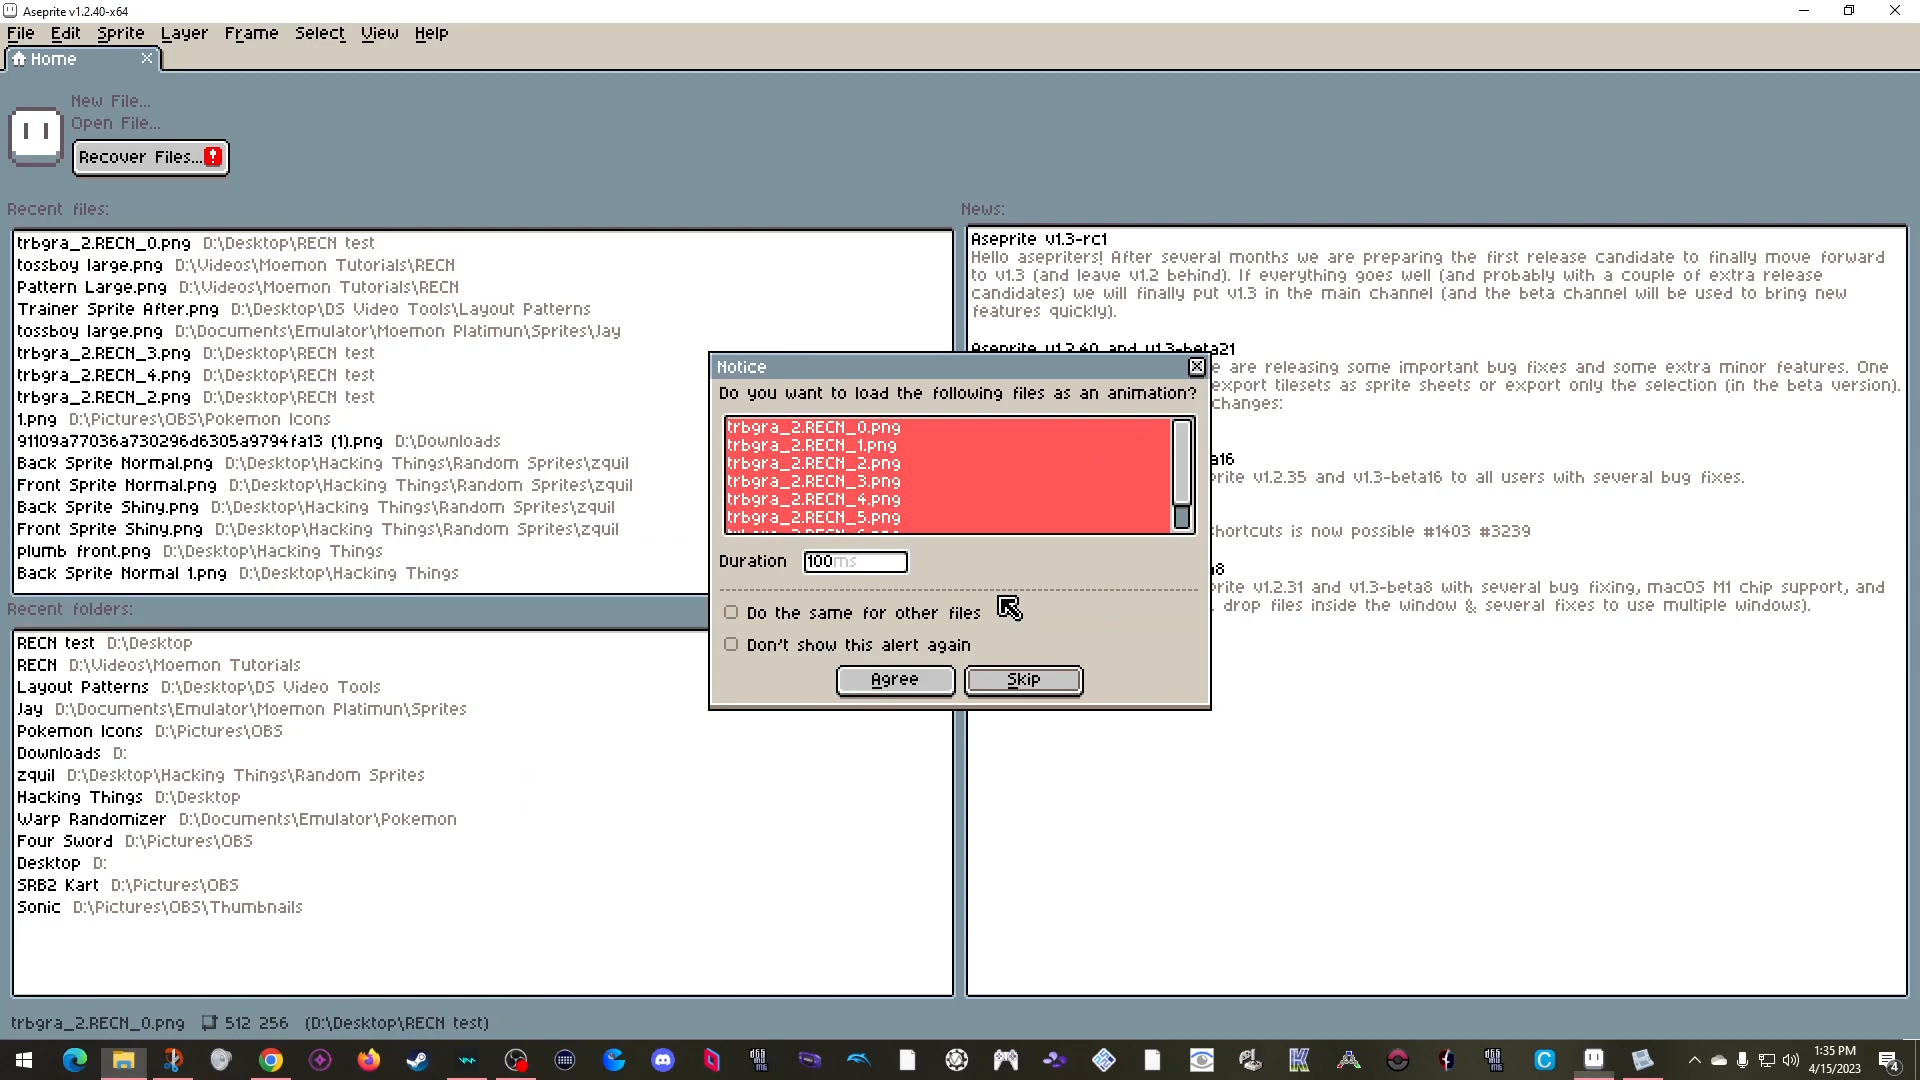 Aseprite v1.2.40-x64
File Edit Sprite Layer Frame Select View Help
Home
New File...
Open File...
Recover Files...
Recent files:
trbgra_2.RECN_0.png D:\Desktop\RECN test
tossboy large.png D:\Videos\Moemon Tutorials\RECN
Pattern Large.png D:\Videos\Moemon Tutorials\RECN
Trainer Sprite After.png D:\Desktop\DS Video Tools\Layout Patterns
tossboy large.png D:\Documents\Emulator\Moemon Platimun\Sprites\Jay
trbgra_2.RECN_3.png D:\Desktop\RECN test
trbgra_2.RECN_4.png D:\Desktop\RECN test
trbgra_2.RECN_2.png D:\Desktop\RECN test
1.png D:\Pictures\OBS\Pokemon Icons
91109a77036a730296d6305a9794fa13 (1).png D:\Downloads
Back Sprite Normal.png D:\Desktop\Hacking Things\Random Sprites\zquil
Front Sprite Normal.png D:\Desktop\Hacking Things\Random Sprites\zquil
Back Sprite Shiny.png D:\Desktop\Hacking Things\Random Sprites\zquil
Front Sprite Shiny.png D:\Desktop\Hacking Things\Random Sprites\zquil
plumb front.png D:\Desktop\Hacking Things
Back Sprite Normal 1.png D:\Desktop\Hacking Things
Recent folders:
RECN test D:\Desktop
RECN D:\Videos\Moemon Tutorials
Layout Patterns D:\Desktop\DS Video Tools
Jay D:\Documents\Emulator\Moemon Platimun\Sprites
Pokemon Icons D:\Pictures\OBS
Downloads D:
zquil D:\Desktop\Hacking Things\Random Sprites
Hacking Things D:\Desktop
Warp Randomizer D:\Documents\Emulator\Pokemon
Four Sword D:\Pictures\OBS
Desktop D:
SRB2 Kart D:\Pictures\OBS
Sonic D:\Pictures\OBS\Thumbnails
News:
Aseprite v1.3-rc1
Hello asepriters! After several months we are preparing the first release candidate to finally move forward
to v1.3 (and leave v1.2 behind). If everything goes well (and probably with a couple of extra release
candidates) we will finally put v1.3 in the main channel (and the beta channel will be used to bring new
features quickly).
Aseprite v1.2.40 and v1.3-beta21
e are releasing some important bug fixes and some extra minor features. One
export tilesets as sprite sheets or export only the selection (in the beta version).
changes:
a16
rite v1.2.35 and v1.3-beta16 to all users with several bug fixes.
hortcuts is now possible #1403 #3239
a8
rite v1.2.31 and v1.3-beta8 with several bug fixing, macOS M1 chip support, and
drop files inside the window & several fixes to use multiple windows).
Notice
Do you want to load the following files as an animation?
trbgra_2.RECN_0.png
trbgra_2.RECN_1.png
trbgra_2.RECN_2.png
trbgra_2.RECN_3.png
trbgra_2.RECN_4.png
trbgra_2.RECN_5.png
Duration 100ms
Do the same for other files
Don't show this alert again
Agree Skip
trbgra_2.RECN_0.png 512 256 (D:\Desktop\RECN test)
1:35 PM
4/15/2023
4